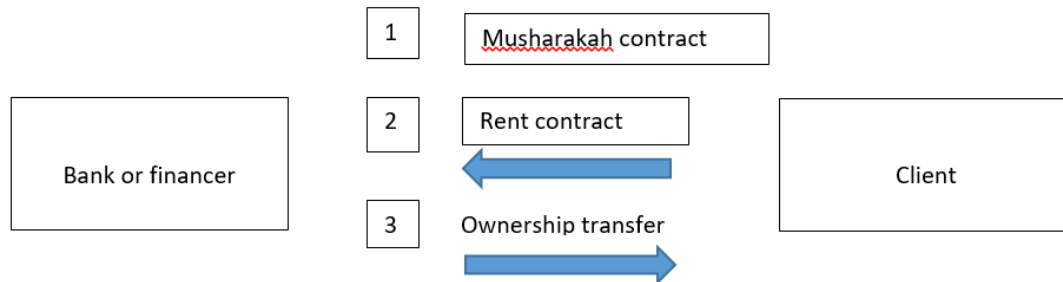 1
Musharakah contract
Bank or financer
2
Rent contract
Client
3
Ownership transfer